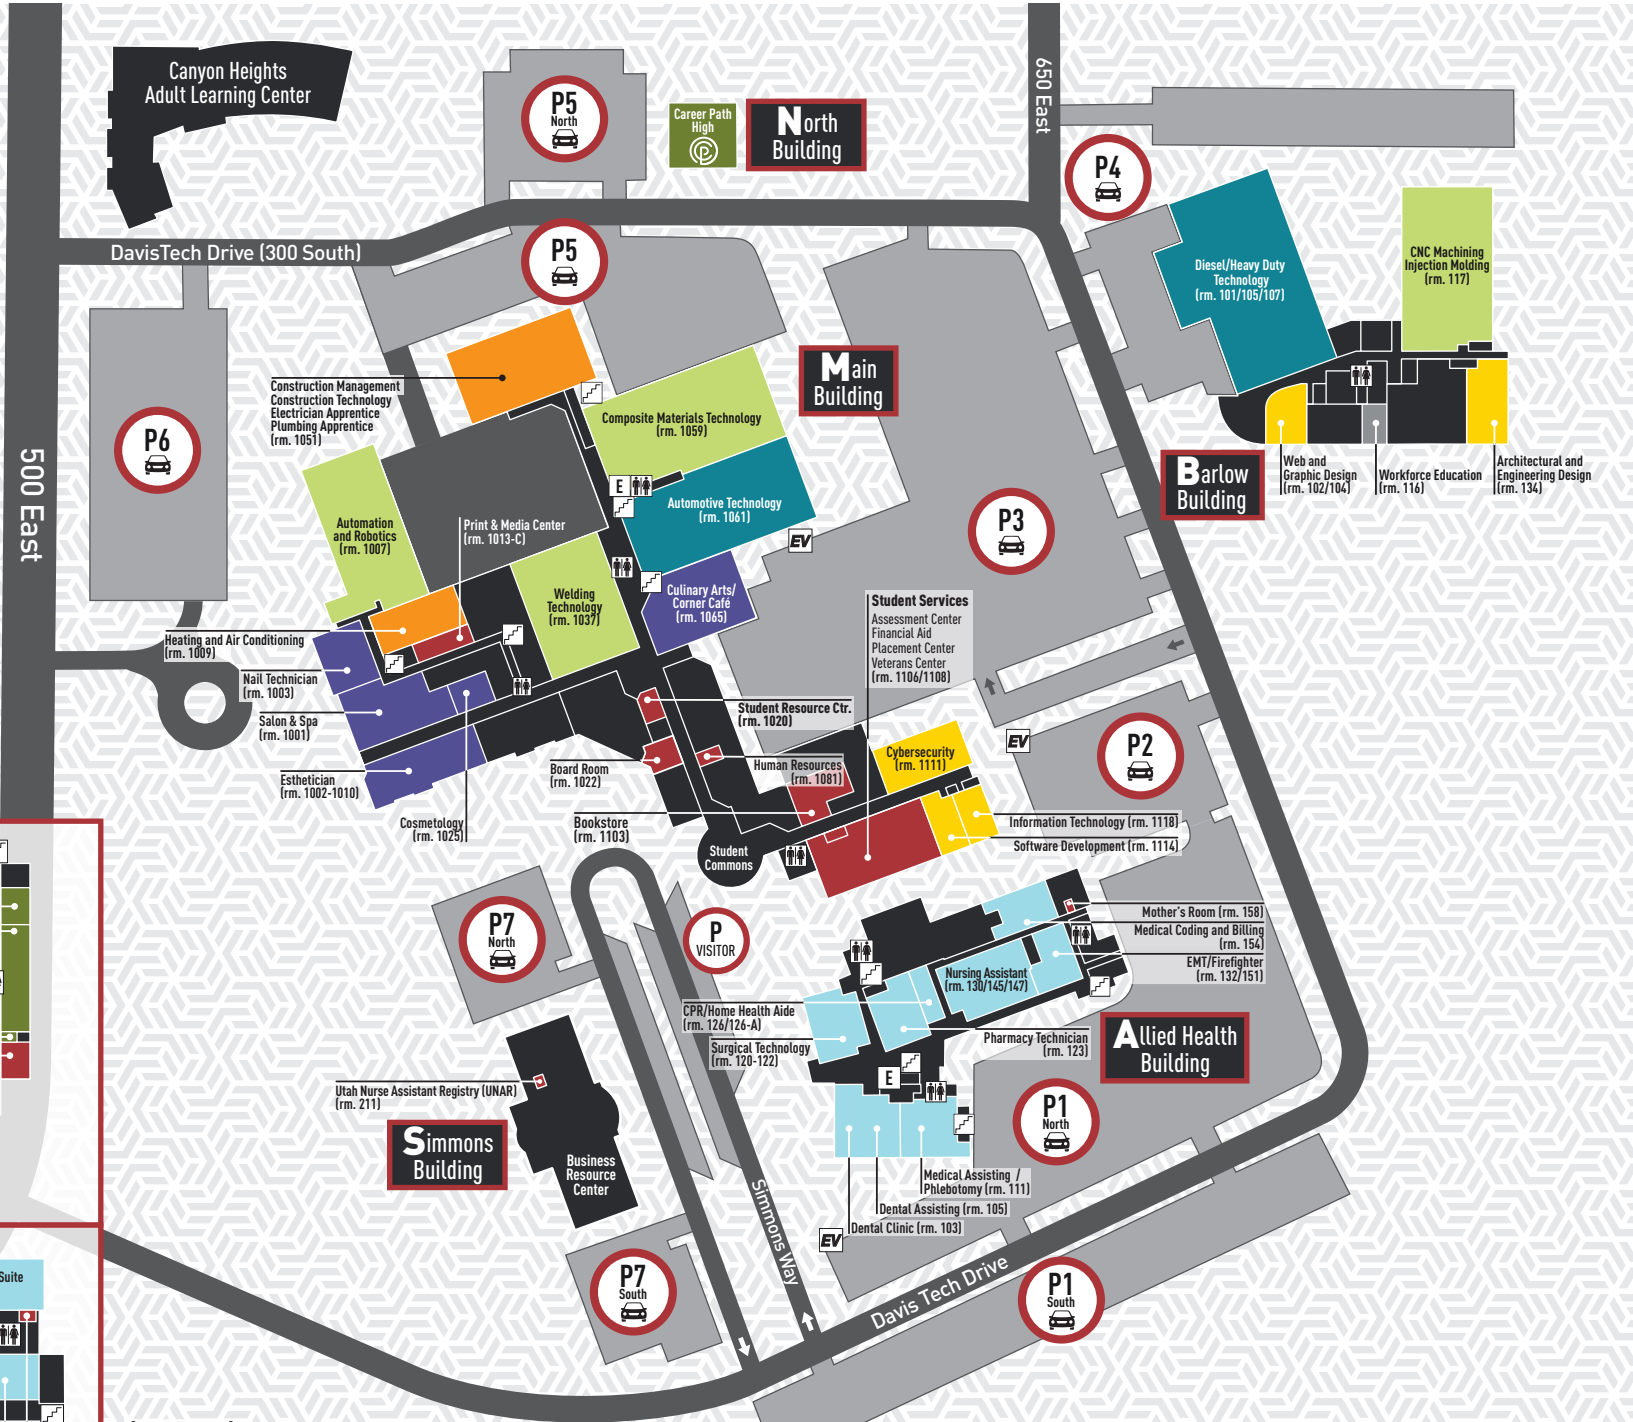 Canyon Heights
Adult Learning Center
P5
North
Career Path
High
North
Building
650 East
P4
DavisTech Drive (300 South)
P5
Diesel/Heavy Duty
Technology
(rm. 101/105/107)
CNC Machining
Injection Molding
(rm. 117)
Main
Building
Construction Management
Construction Technology
Electrician Apprentice
Plumbing Apprentice
(rm. 1051)
Composite Materials Technology
(rm. 1059)
P6
500 East
Barlow
Building
Web and
Graphic Design
(rm. 102/104)
Workforce Education
(rm. 116)
Architectural and
Engineering Design
(rm. 134)
E
Automotive Technology
(rm. 1061)
Automation
and Robotics
(rm. 1007)
Print & Media Center
(rm. 1013-C)
EV
P3
Welding
Technology
(rm. 1037)
Culinary Arts/
Corner Café
(rm. 1065)
Student Services
Assessment Center
Financial Aid
Placement Center
Veterans Center
(rm. 1106/1108)
Heating and Air Conditioning
(rm. 1009)
Nail Technician
(rm. 1003)
Salon & Spa
(rm. 1001)
Student Resource Ctr.
(rm. 1020)
EV
P2
Esthetician
(rm. 1002-1010)
Board Room
(rm. 1022)
Human Resources
(rm. 1081)
Cybersecurity
(rm. 1111)
Cosmetology
(rm. 1025)
Bookstore
(rm. 1103)
Information Technology (rm. 1118)
Software Development (rm. 1114)
Student
Commons
P7
North
P
VISITOR
Mother's Room (rm. 158)
Medical Coding and Billing
(rm. 154)
EMT/Firefighter
(rm. 132/151)
Nursing Assistant
(rm. 130/145/147)
CPR/Home Health Aide
(rm. 126/126-A)
Surgical Technology
(rm. 120-122)
Pharmacy Technician
(rm. 123)
Allied Health
Building
E
Utah Nurse Assistant Registry (UNAR)
(rm. 211)
Simmons
Building
Business
Resource
Center
P1
North
Medical Assisting /
Phlebotomy (rm. 111)
Dental Assisting (rm. 105)
Dental Clinic (rm. 103)
EV
Simmons Way
P7
South
Davis Tech Drive
P1
South
Suite